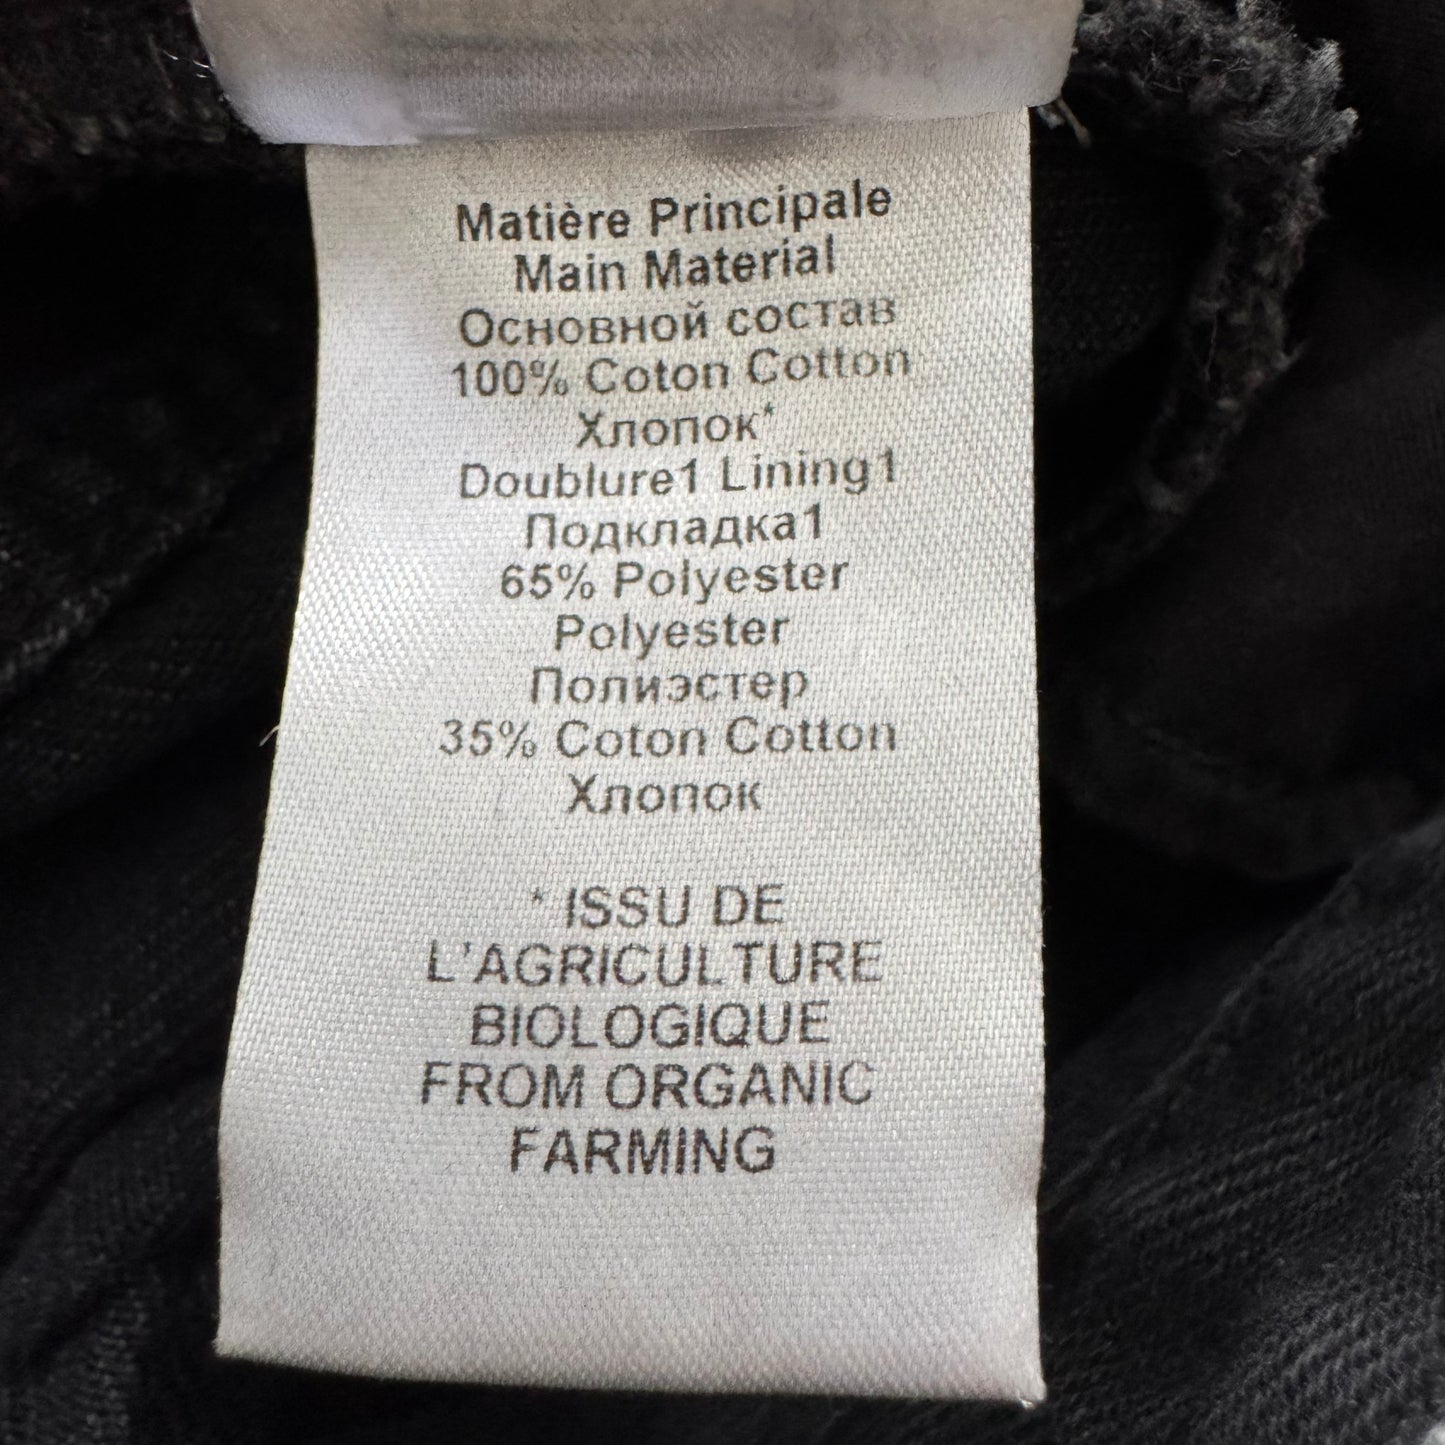 Matière Principale
Main Material
Основной состав
100% Coton Cotton
Хлопок*
Doublure1 Lining1
Подкладка1
65% Polyester
Polyester
Полиэстер
35% Coton Cotton
Хлопок
* ISSU DE
L'AGRICULTURE
BIOLOGIQUE
FROM ORGANIC
FARMING